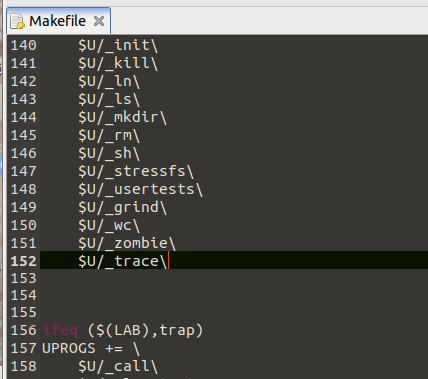 Makefile
140 $U/_init\
141 $U/_kill\
142 $U/_ln\
143 $U/_ls\
144 $U/_mkdir\
145 $U/_rm\
146 $U/_sh\
147 $U/_stressfs\
148 $U/_usertests\
149 $U/_grind\
150 $U/_wc\
151 $U/_zombie\
152 $U/_trace\
153
154
155
156 ifeq ($(LAB),trap)
157 UPROGS += \
158 $U/_call\